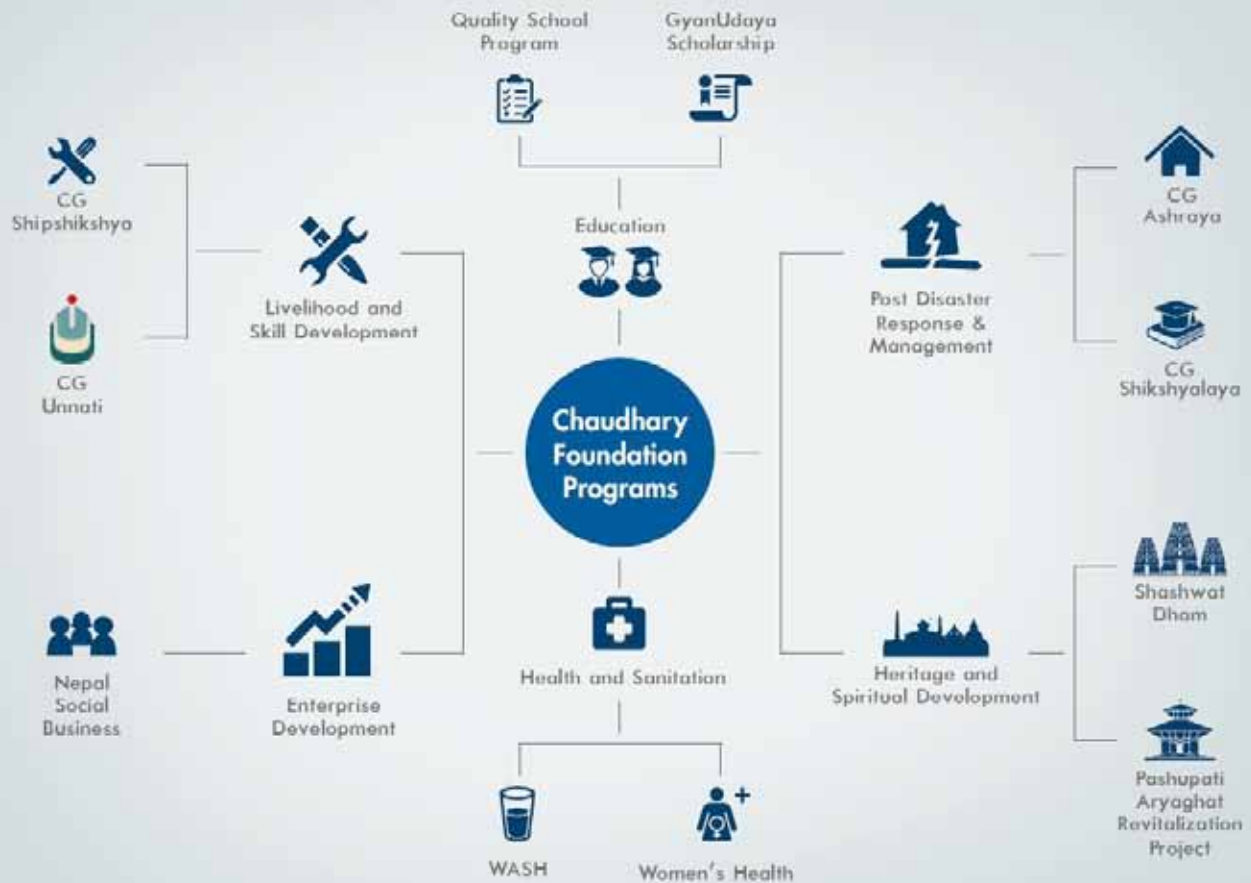 Quality School
Program
GyanUdaya
Scholarship
CG
Shipshikshya
CG
Ashraya
Education
Livelihood and
Skill Development
Post Disaster
Response &
Management
CG
Unnati
CG
Shikshyalaya
Chaudhary
Foundation
Programs
Shashwat
Dham
Nepal
Social
Business
Enterprise
Development
Health and Sanitation
Heritage and
Spiritual Development
Pashupati
Aryaghat
Revitalization
Project
WASH
Women's Health